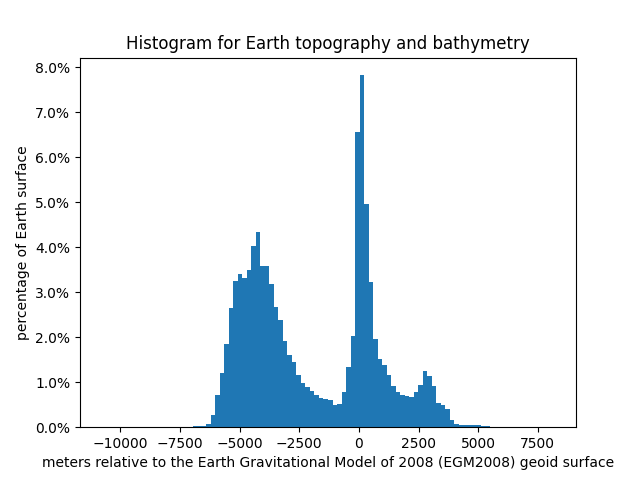 Histogram for Earth topography and bathymetry
8.0%
7.0%
6.0%
5.0%
4.0%
3.0%
2.0%
1.0%
0.0%
percentage of Earth surface
−10000 −7500 −5000 −2500 0 2500 5000 7500
meters relative to the Earth Gravitational Model of 2008 (EGM2008) geoid surface